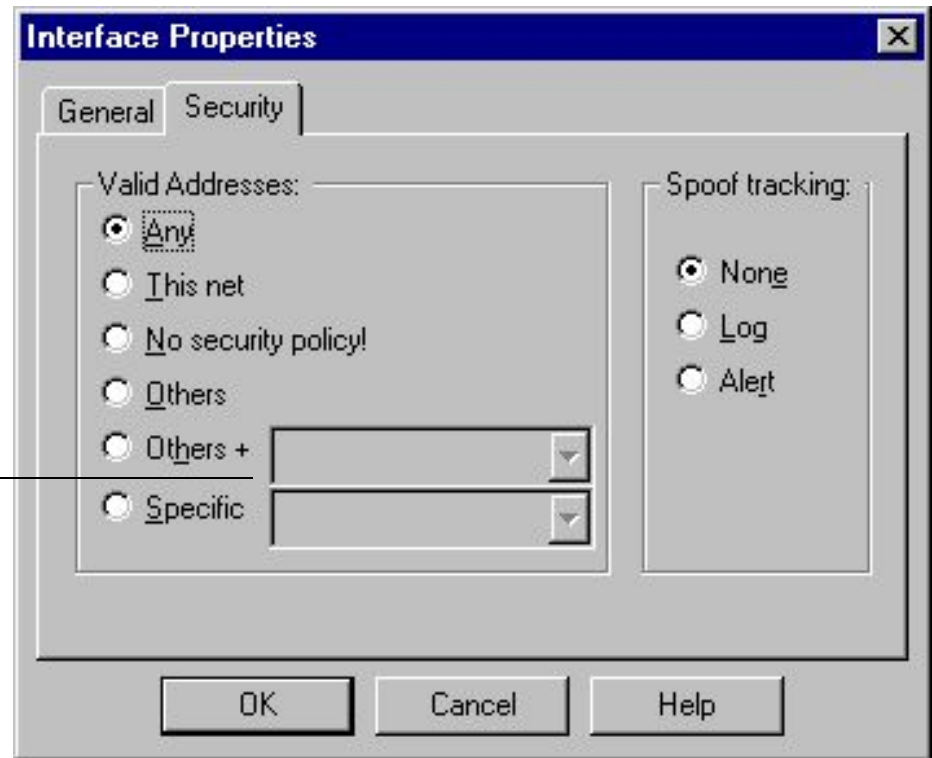 Interface Properties
General
Security
Valid Addresses:
Any
This net
No security policy!
Others
Others +
Specific
Spoof tracking:
None
Log
Alert
OK
Cancel
Help